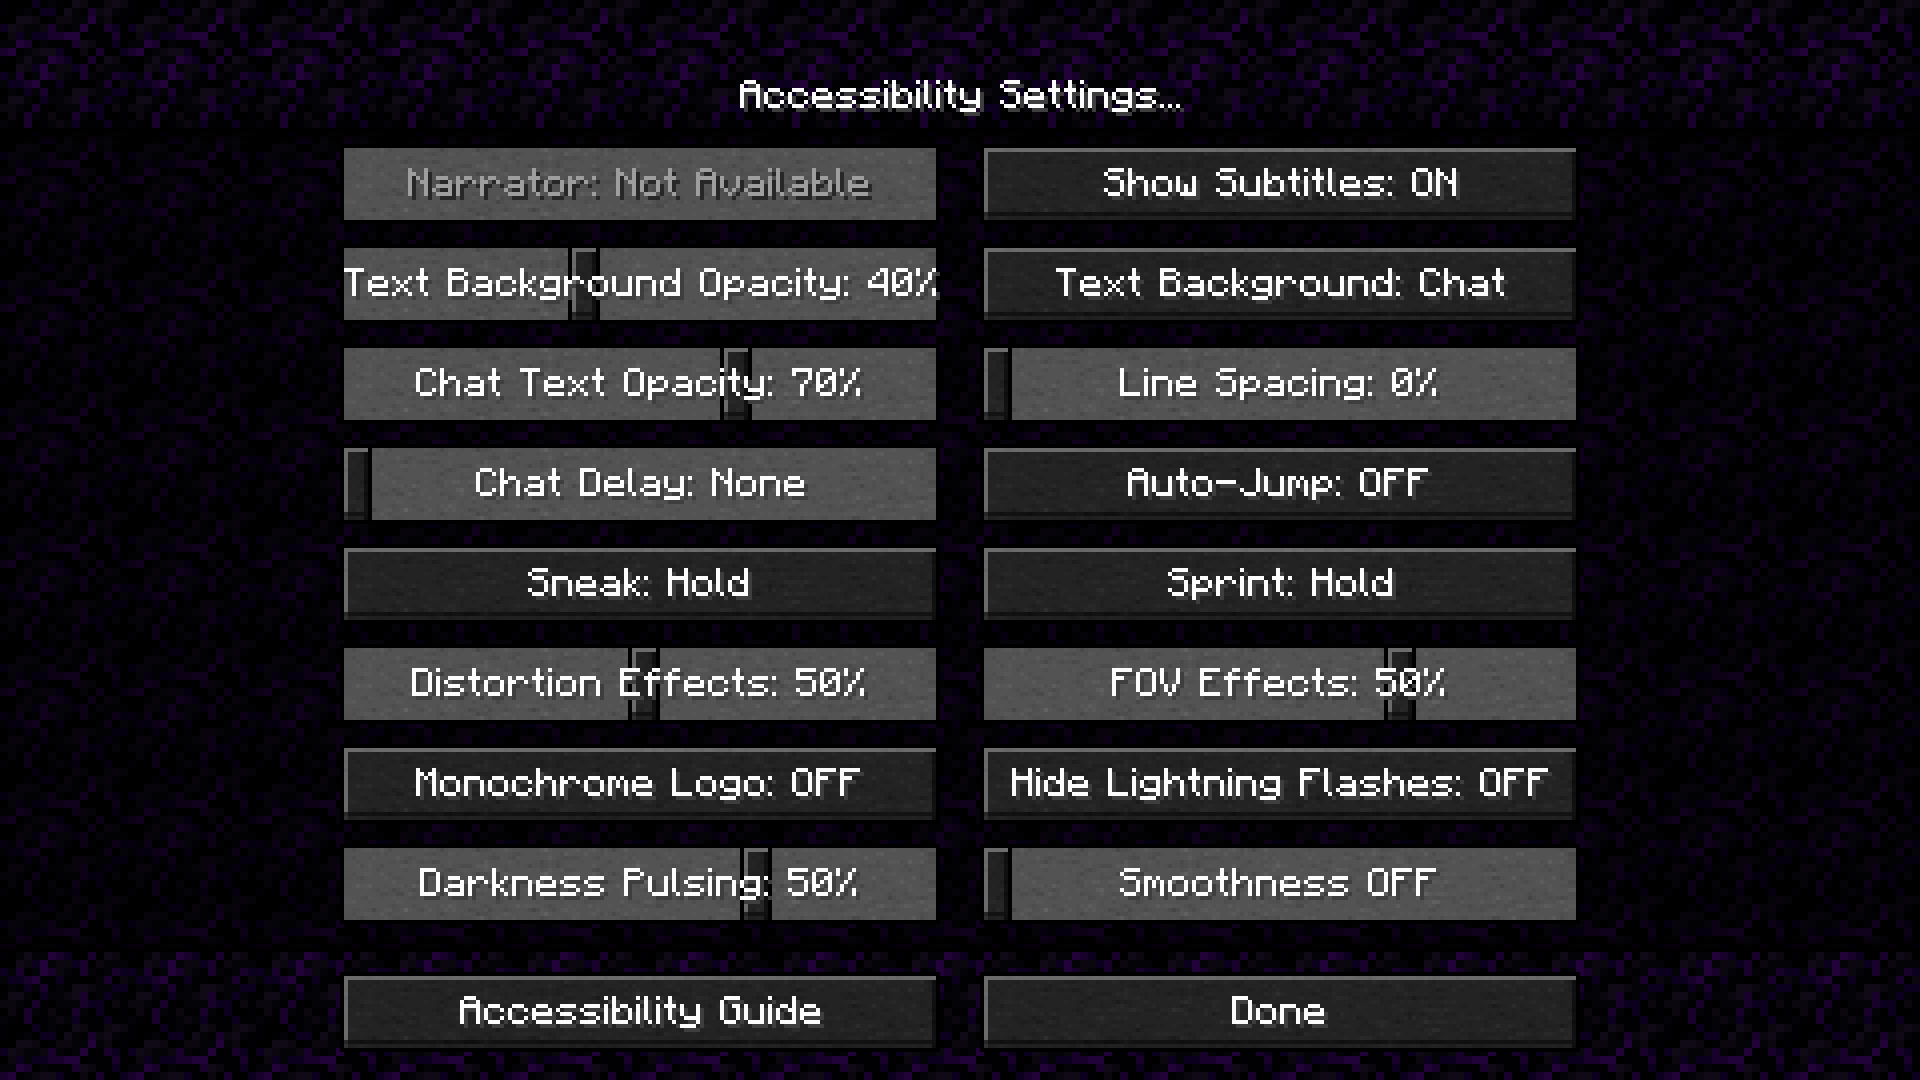 Accessibility Settings...
Narrator: Not Available
Show Subtitles: ON
Text Background Opacity: 40%
Text Background: Chat
Chat Text Opacity: 70%
Line Spacing: 0%
Chat Delay: None
Auto-Jump: OFF
Sneak: Hold
Sprint: Hold
Distortion Effects: 50%
FOV Effects: 50%
Monochrome Logo: OFF
Hide Lightning Flashes: OFF
Darkness Pulsing: 50%
Smoothness OFF
Accessibility Guide
Done